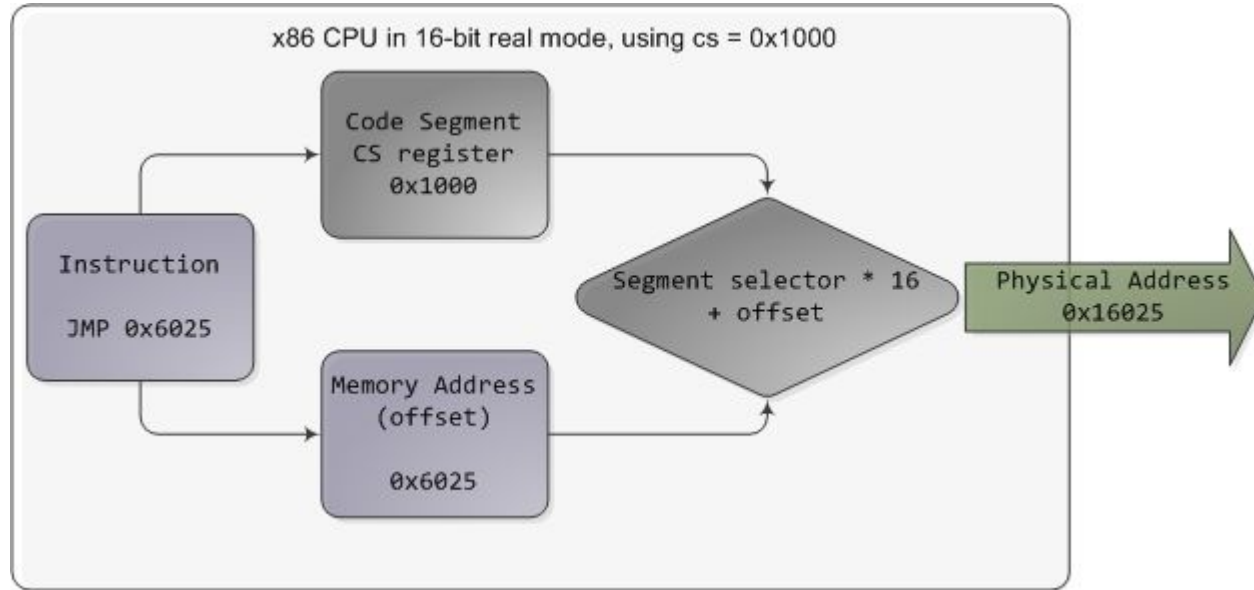 x86 CPU in 16-bit real mode, using cs = 0x1000
Code Segment
CS register
0x1000
Instruction
JMP 0x6025
Segment selector * 16
+ offset
Physical Address
0x16025
Memory Address
(offset)
0x6025